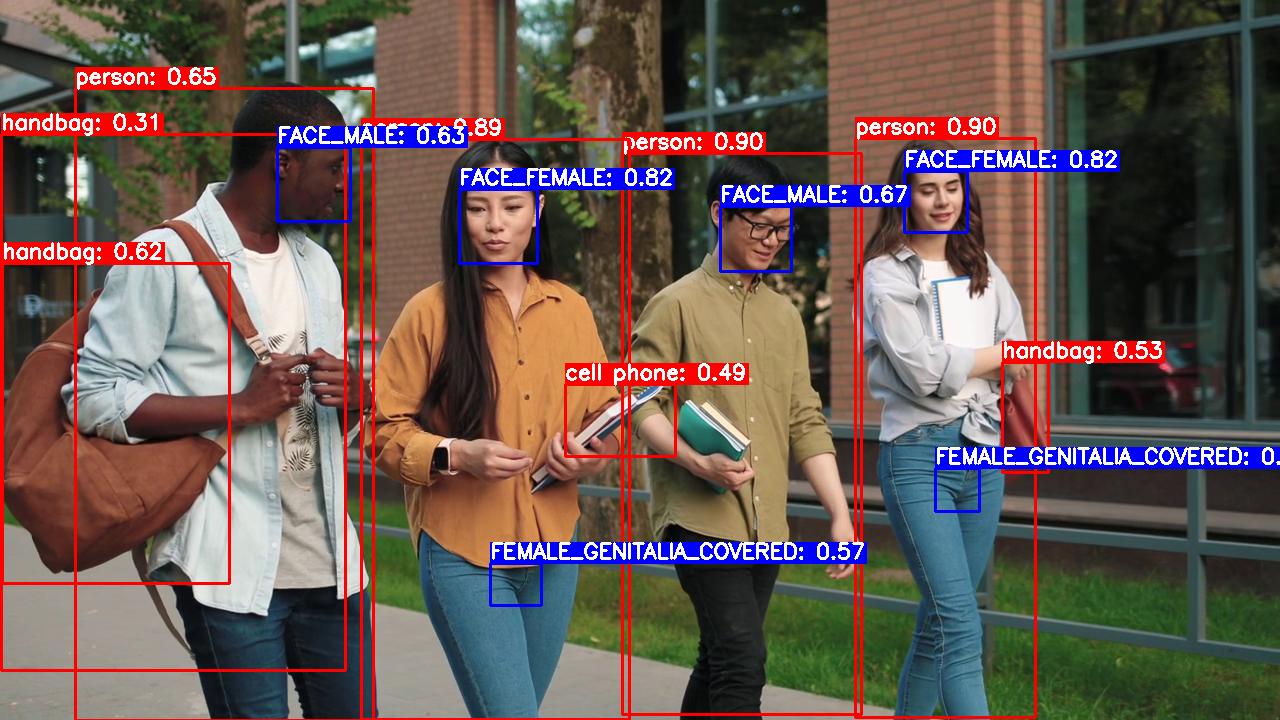 person: 0.65
handbag: 0.31
FACE_MALE: 0.63
.89
person: 0.90
person: 0.90
FACE_FEMALE: 0.82
FACE_FEMALE: 0.82
FACE_MALE: 0.67
handbag: 0.62
handbag: 0.53
cell phone: 0.49
FEMALE_GENITALIA_COVERED: 0.
FEMALE_GENITALIA_COVERED: 0.57